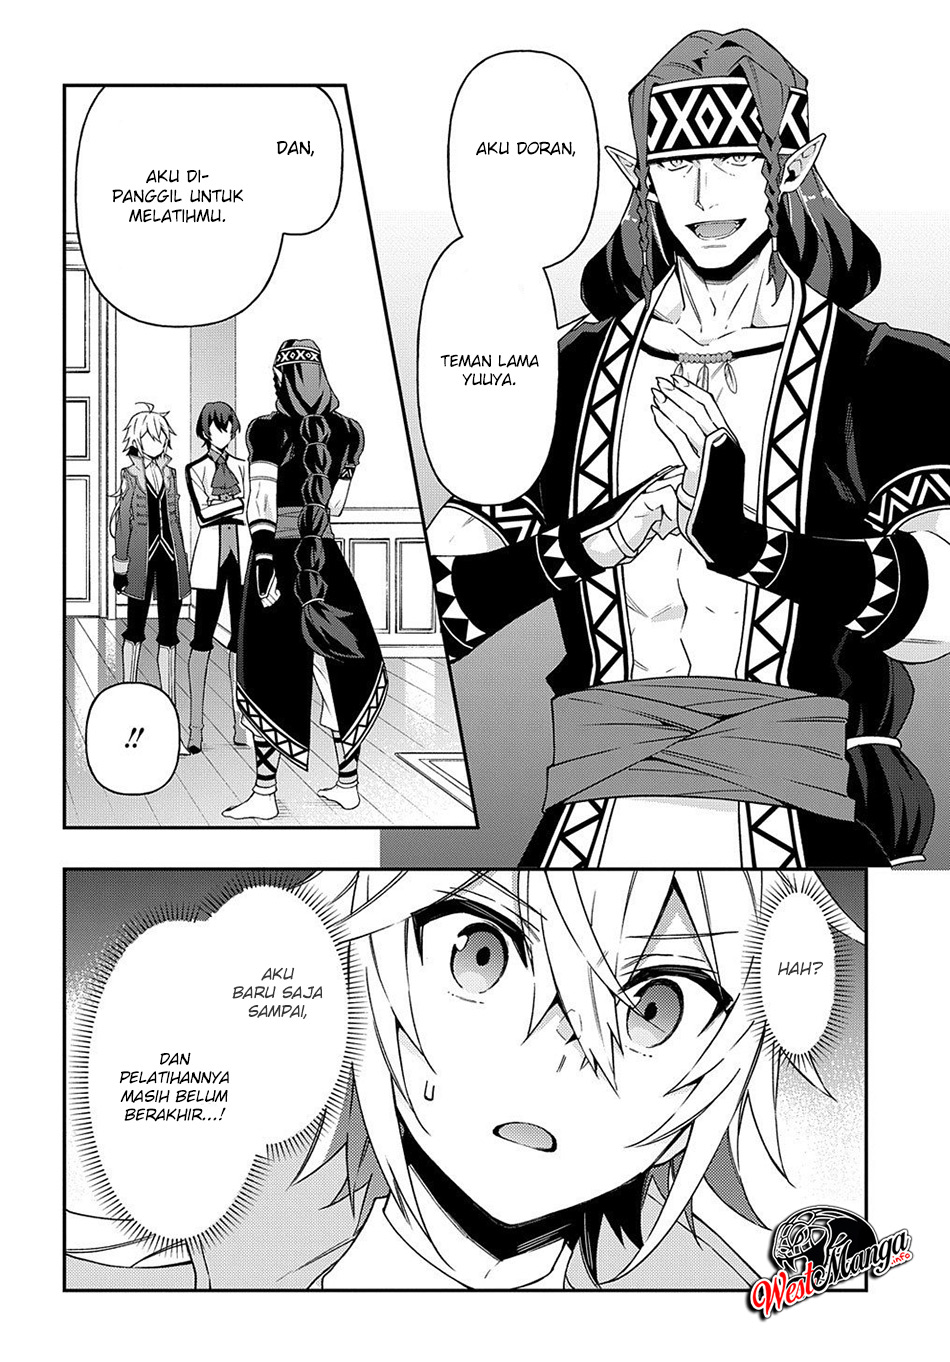 AKU DORAN,
TEMAN LAMA
YUUYA.
DAN,
AKU DI-
PANGGIL UNTUK
MELATIHMU.
!!
HAH?
AKU
BARU SAJA
SAMPAI,
DAN
PELATIHANNYA
MASIH BELUM
BERAKHIR...!
WestManga
.info